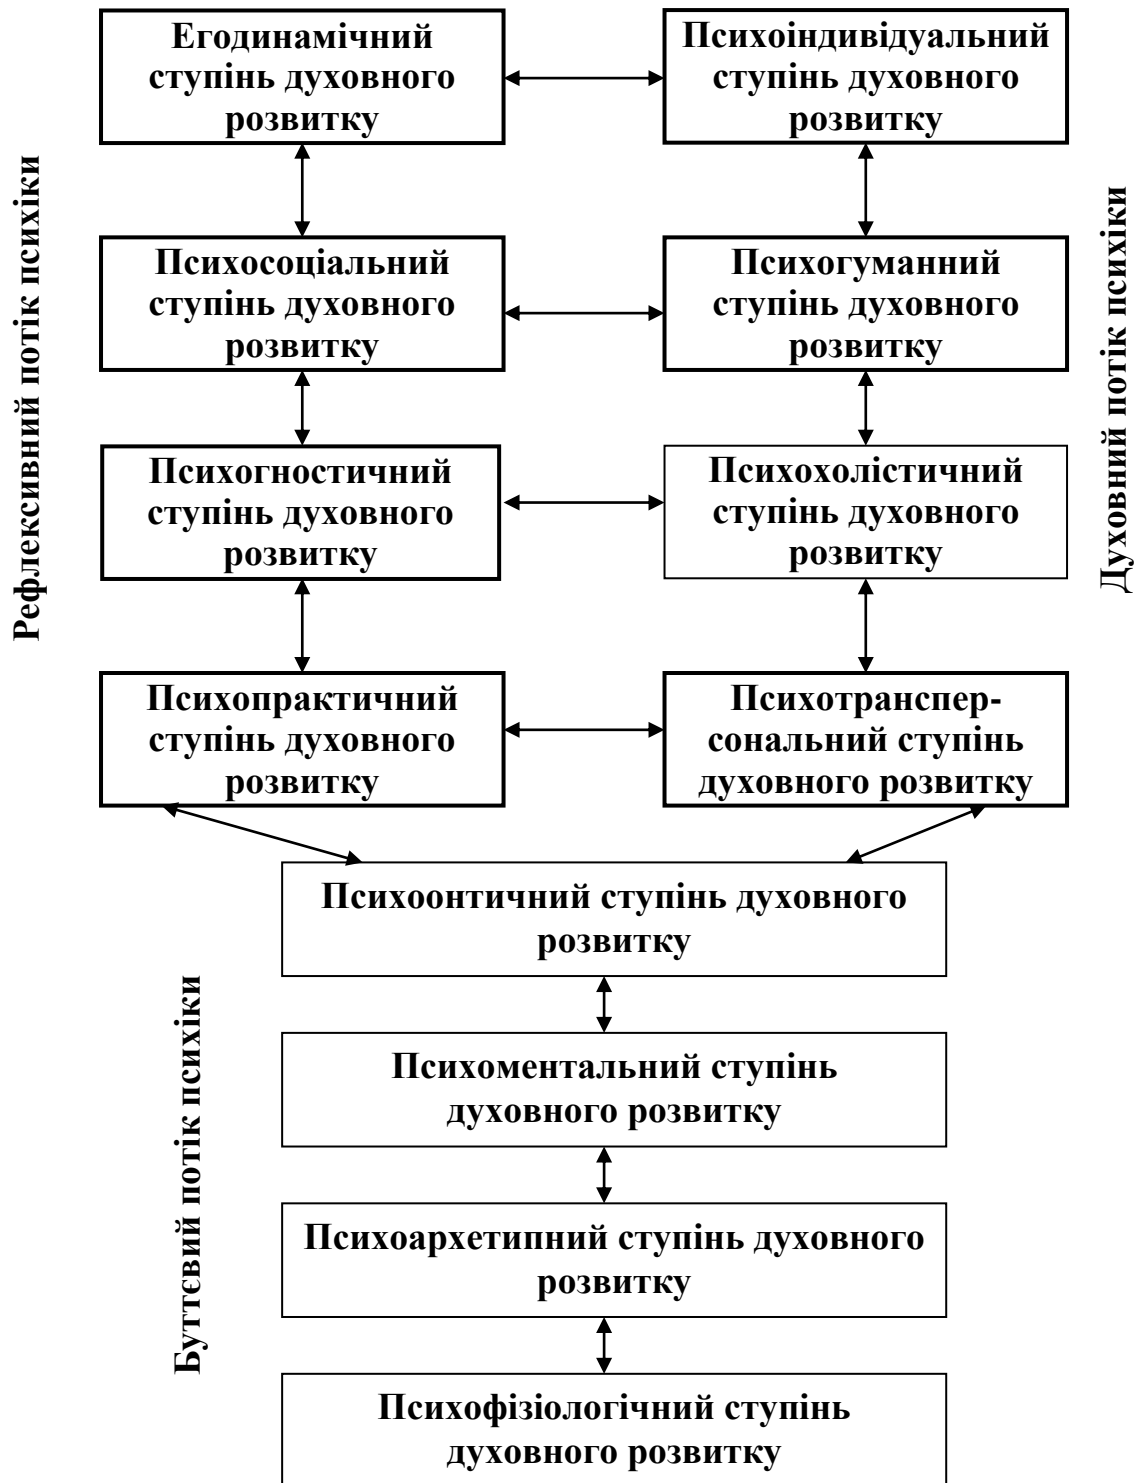 Егодинамічний
ступінь духовного
розвитку
Психоіндивідуальний
ступінь духовного
розвитку
Рефлексивний потік психіки
Духовний потік психіки
Психосоціальний
ступінь духовного
розвитку
Психогуманний
ступінь духовного
розвитку
Психогностичний
ступінь духовного
розвитку
Психохолістичний
ступінь духовного
розвитку
Психопрактичний
ступінь духовного
розвитку
Психотранспер-
сональний ступінь
духовного розвитку
Психоонтичний ступінь духовного
розвитку
Буттєвий потік психіки
Психоментальний ступінь
духовного розвитку
Психоархетипний ступінь духовного
розвитку
Психофізіологічний ступінь
духовного розвитку